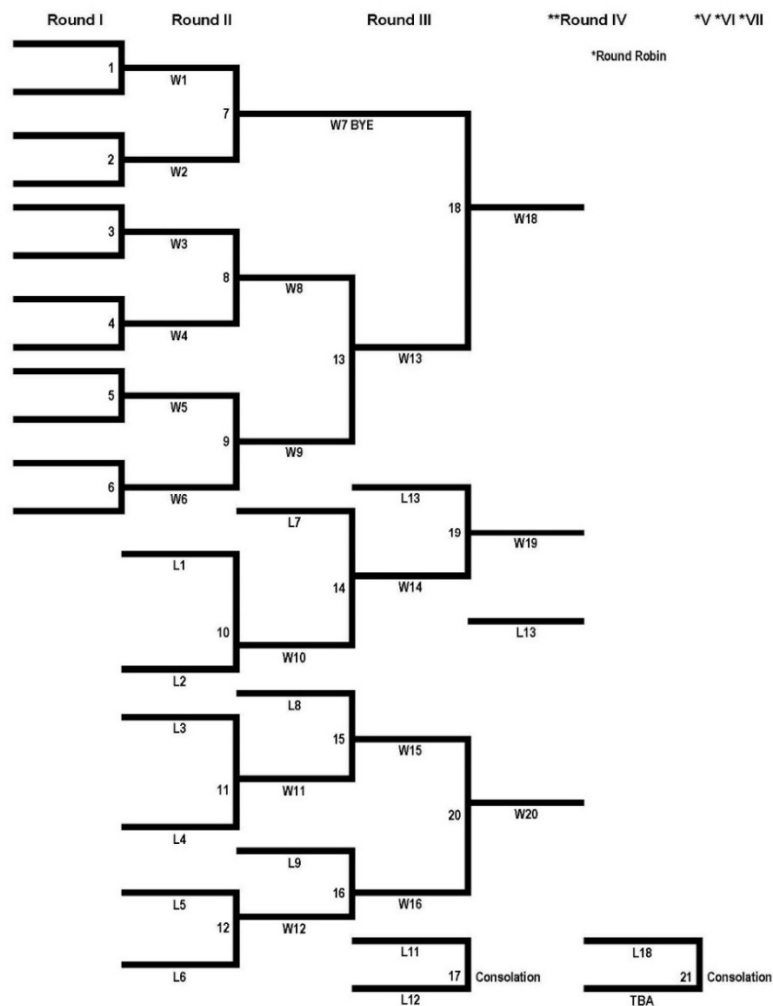 Round I Round II Round III **Round IV *V *VI *VII
*Round Robin
1
W1
7
W7 BYE
2
W2
18
W18
3
W3
8
W8
4
W4
13
W13
5
W5
9
W9
6
W6
L13
L7
19
W19
L1
14
W14
10
W10
L13
L2
L8
L3
15
W15
11
W11
20
W20
L4
L9
L5
16
W16
12
W12
L11
L18
L6
17 Consolation
21 Consolation
L12
TBA